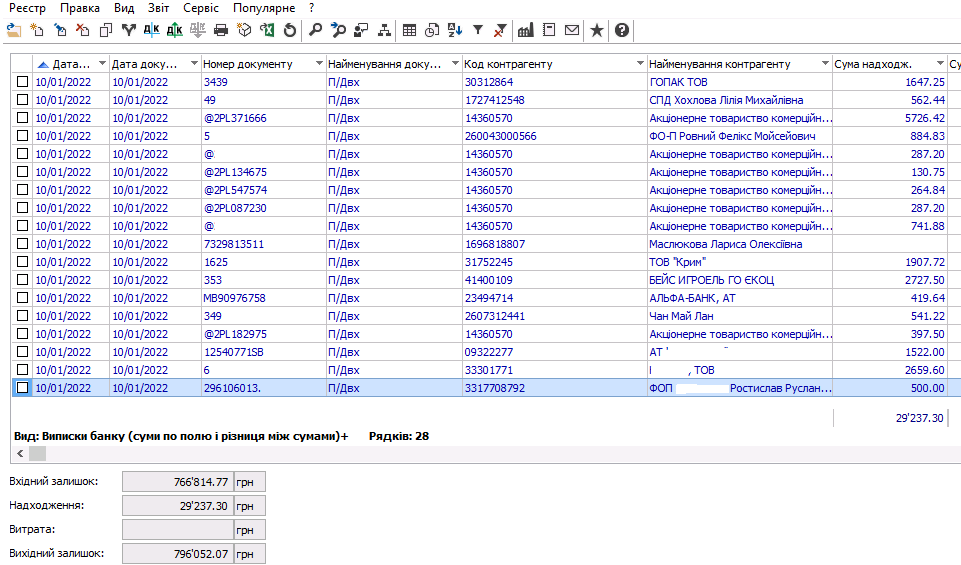 Реєстр Правка Вид Звіт Сервіс Популярне ?
Дата... Дата доку... Номер документу Найменування доку... Код контрагенту Найменування контрагенту Сума надходж. Су
10/01/2022 10/01/2022 3439 П/Двх 30312864 ГОПАК ТОВ 1647.25
10/01/2022 10/01/2022 49 П/Двх 1727412548 СПД Хохлова Лілія Михайлівна 562.44
10/01/2022 10/01/2022 @2PL371666 П/Двх 14360570 Акціонерне товариство комерційн... 5726.42
10/01/2022 10/01/2022 5 П/Двх 260043000566 ФО-П Ровний Фелікс Мойсейович 884.83
10/01/2022 10/01/2022 @ П/Двх 14360570 Акціонерне товариство комерційн... 287.20
10/01/2022 10/01/2022 @2PL134675 П/Двх 14360570 Акціонерне товариство комерційн... 130.75
10/01/2022 10/01/2022 @2PL547574 П/Двх 14360570 Акціонерне товариство комерційн... 264.84
10/01/2022 10/01/2022 @2PL087230 П/Двх 14360570 Акціонерне товариство комерційн... 287.20
10/01/2022 10/01/2022 @ П/Двх 14360570 Акціонерне товариство комерційн... 741.88
10/01/2022 10/01/2022 7329813511 П/Двх 1696818807 Маслюкова Лариса Олексіївна
10/01/2022 10/01/2022 1625 П/Двх 31752245 ТОВ "Крим" 1907.72
10/01/2022 10/01/2022 353 П/Двх 41400109 БЕЙС ИГРОЕЛЬ ГО ЄКОЦ 2727.50
10/01/2022 10/01/2022 MB90976758 П/Двх 23494714 АЛЬФА-БАНК, АТ 419.64
10/01/2022 10/01/2022 349 П/Двх 2607312441 Чан Май Лан 541.22
10/01/2022 10/01/2022 @2PL182975 П/Двх 14360570 Акціонерне товариство комерційн... 397.50
10/01/2022 10/01/2022 12540771SB П/Двх 09322277 АТ ' 1522.00
10/01/2022 10/01/2022 6 П/Двх 33301771 , ТОВ 2659.60
10/01/2022 10/01/2022 296106013. П/Двх 3317708792 ФОП Ростислав Руслан... 500.00
29'237.30
Вид: Виписки банку (суми по полю і різниця між сумами)+ Рядків: 28
Вхідний залишок: 766'814.77 грн
Надходження: 29'237.30 грн
Витрата: грн
Вихідний залишок: 796'052.07 грн